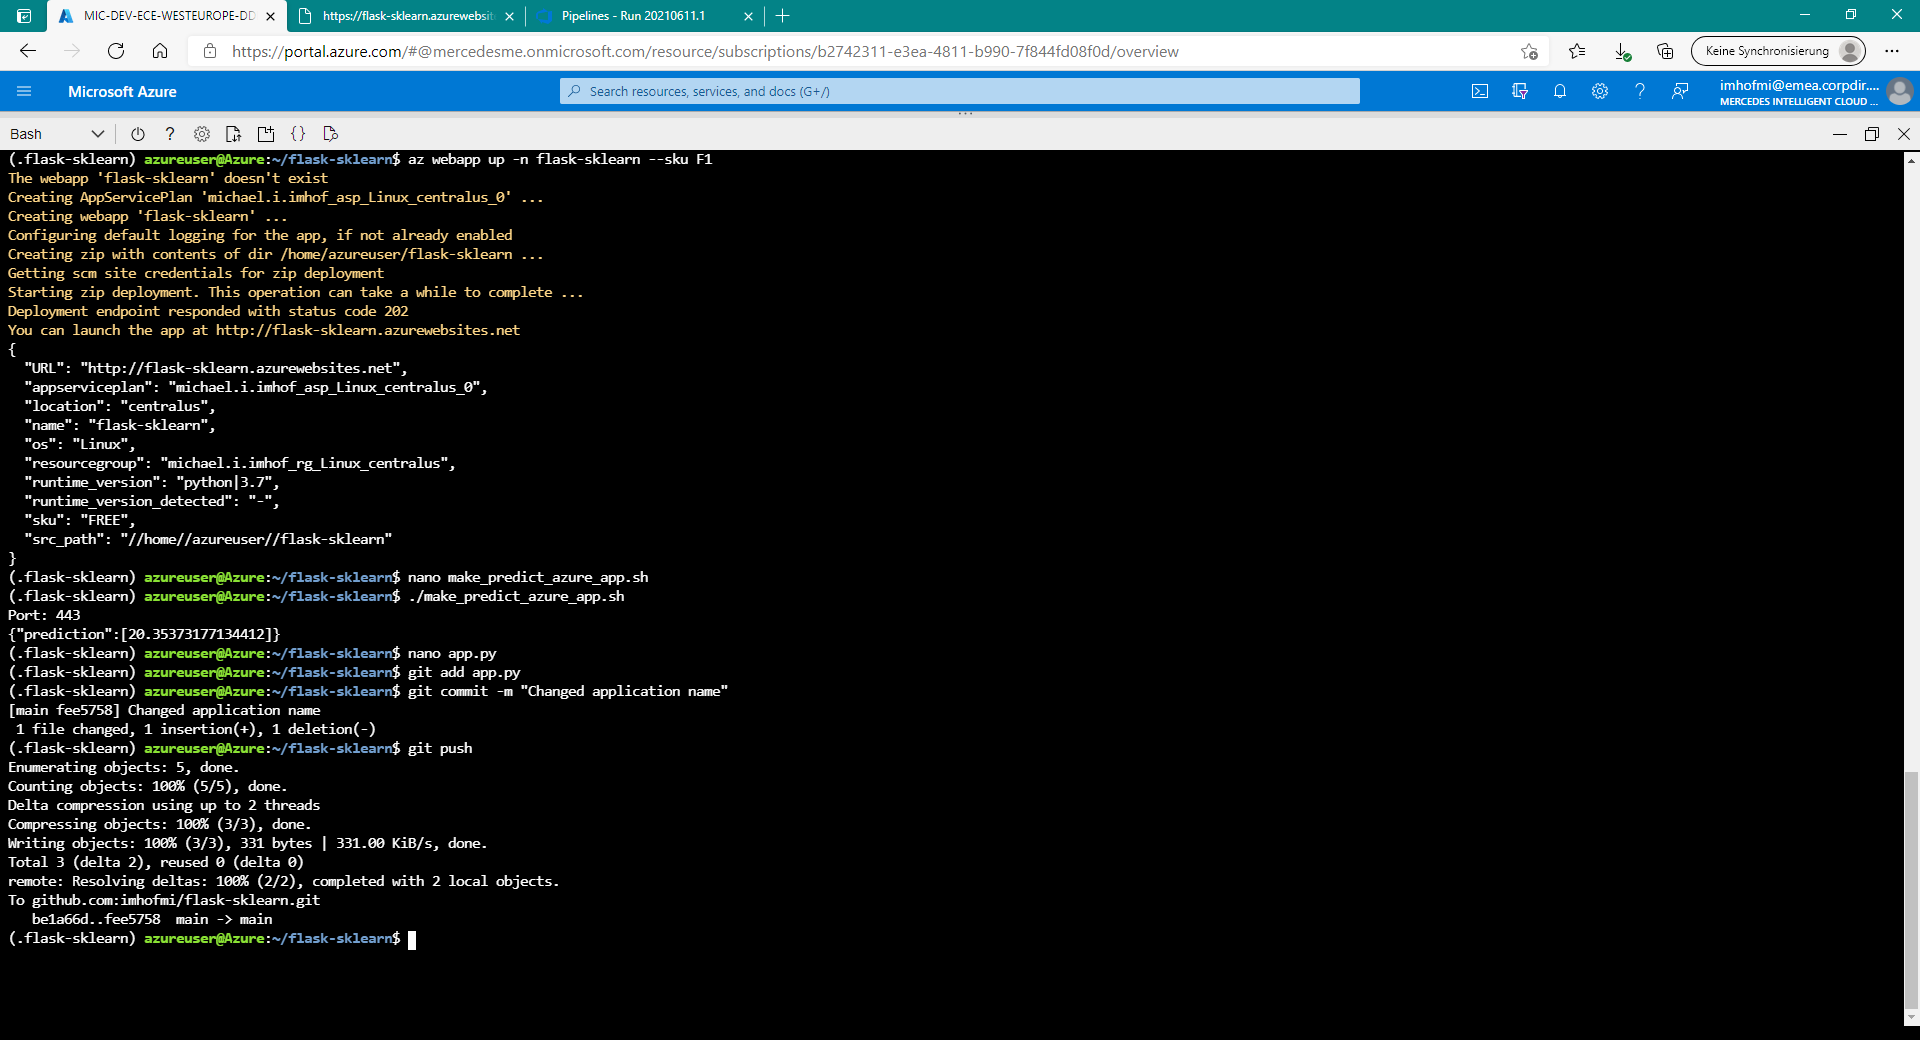 MIC-DEV-ECE-WESTEUROPE-DD
https://flask-sklearn.azurewebsit
Pipelines - Run 20210611.1
https://portal.azure.com/#@mercedesme.onmicrosoft.com/resource/subscriptions/b2742311-e3ea-4811-b990-7f844fd08f0d/overview
Keine Synchronisierung
Microsoft Azure
Search resources, services, and docs (G+/)
imhofmi@emea.corpdir....
MERCEDES INTELLIGENT CLOUD ...
Bash
(.flask-sklearn) azureuser@Azure:~/flask-sklearn$ az webapp up -n flask-sklearn --sku F1
The webapp 'flask-sklearn' doesn't exist
Creating AppServicePlan 'michael.i.imhof_asp_Linux_centralus_0' ...
Creating webapp 'flask-sklearn' ...
Configuring default logging for the app, if not already enabled
Creating zip with contents of dir /home/azureuser/flask-sklearn ...
Getting scm site credentials for zip deployment
Starting zip deployment. This operation can take a while to complete ...
Deployment endpoint responded with status code 202
You can launch the app at http://flask-sklearn.azurewebsites.net
{
  "URL": "http://flask-sklearn.azurewebsites.net",
  "appserviceplan": "michael.i.imhof_asp_Linux_centralus_0",
  "location": "centralus",
  "name": "flask-sklearn",
  "os": "Linux",
  "resourcegroup": "michael.i.imhof_rg_Linux_centralus",
  "runtime_version": "python|3.7",
  "runtime_version_detected": "-",
  "sku": "FREE",
  "src_path": "//home//azureuser//flask-sklearn"
}
(.flask-sklearn) azureuser@Azure:~/flask-sklearn$ nano make_predict_azure_app.sh
(.flask-sklearn) azureuser@Azure:~/flask-sklearn$ ./make_predict_azure_app.sh
Port: 443
{"prediction":[20.35373177134412]}
(.flask-sklearn) azureuser@Azure:~/flask-sklearn$ nano app.py
(.flask-sklearn) azureuser@Azure:~/flask-sklearn$ git add app.py
(.flask-sklearn) azureuser@Azure:~/flask-sklearn$ git commit -m "Changed application name"
[main fee5758] Changed application name
 1 file changed, 1 insertion(+), 1 deletion(-)
(.flask-sklearn) azureuser@Azure:~/flask-sklearn$ git push
Enumerating objects: 5, done.
Counting objects: 100% (5/5), done.
Delta compression using up to 2 threads
Compressing objects: 100% (3/3), done.
Writing objects: 100% (3/3), 331 bytes | 331.00 KiB/s, done.
Total 3 (delta 2), reused 0 (delta 0)
remote: Resolving deltas: 100% (2/2), completed with 2 local objects.
To github.com:imhofmi/flask-sklearn.git
   be1a66d..fee5758  main -> main
(.flask-sklearn) azureuser@Azure:~/flask-sklearn$